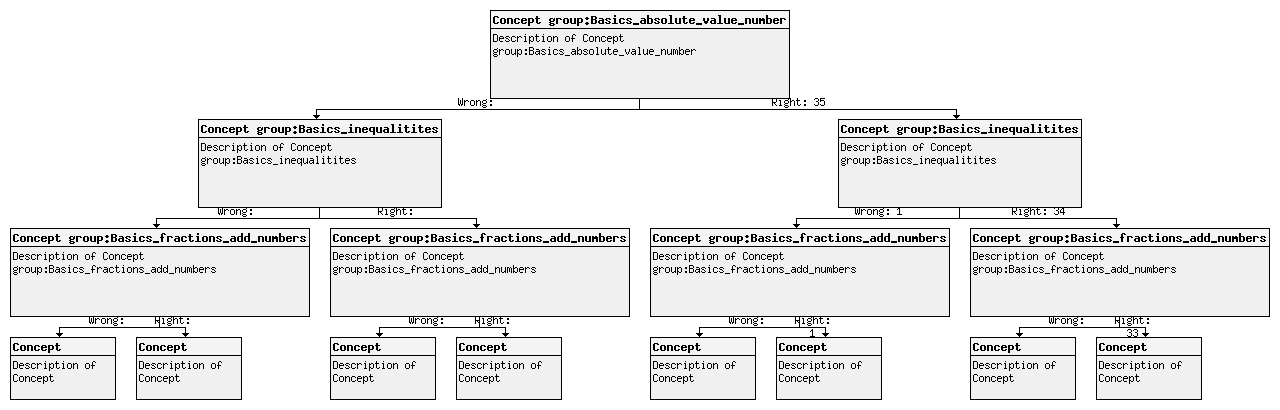 Concept group:Basics_absolute_value_number
Description of Concept
group:Basics_absolute_value_number
Wrong:
Right: 35
Concept group:Basics_inequalitites
Description of Concept
group:Basics_inequalitites
Concept group:Basics_inequalitites
Description of Concept
group:Basics_inequalitites
Wrong:
Right:
Wrong: 1
Right: 34
Concept group:Basics_fractions_add_numbers
Description of Concept
group:Basics_fractions_add_numbers
Concept group:Basics_fractions_add_numbers
Description of Concept
group:Basics_fractions_add_numbers
Concept group:Basics_fractions_add_numbers
Description of Concept
group:Basics_fractions_add_numbers
Concept group:Basics_fractions_add_numbers
Description of Concept
group:Basics_fractions_add_numbers
Wrong:
Right:
Wrong:
Right:
Wrong:
Right:
1
Wrong:
Right:
33
Concept
Description of
Concept
Concept
Description of
Concept
Concept
Description of
Concept
Concept
Description of
Concept
Concept
Description of
Concept
Concept
Description of
Concept
Concept
Description of
Concept
Concept
Description of
Concept